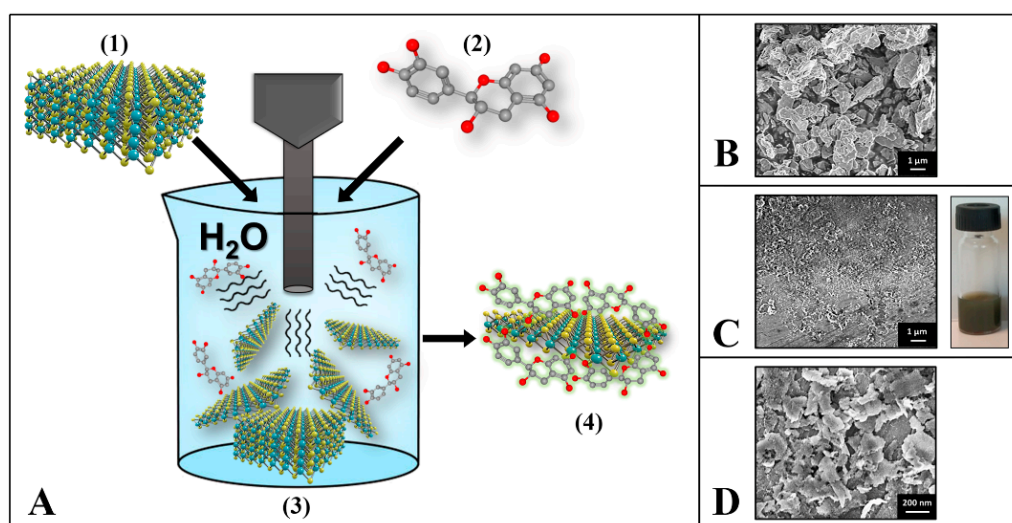 (1)
(2)
H₂O
(3)
(4)
A
B
1 µm
C
1 µm
D
200 nm